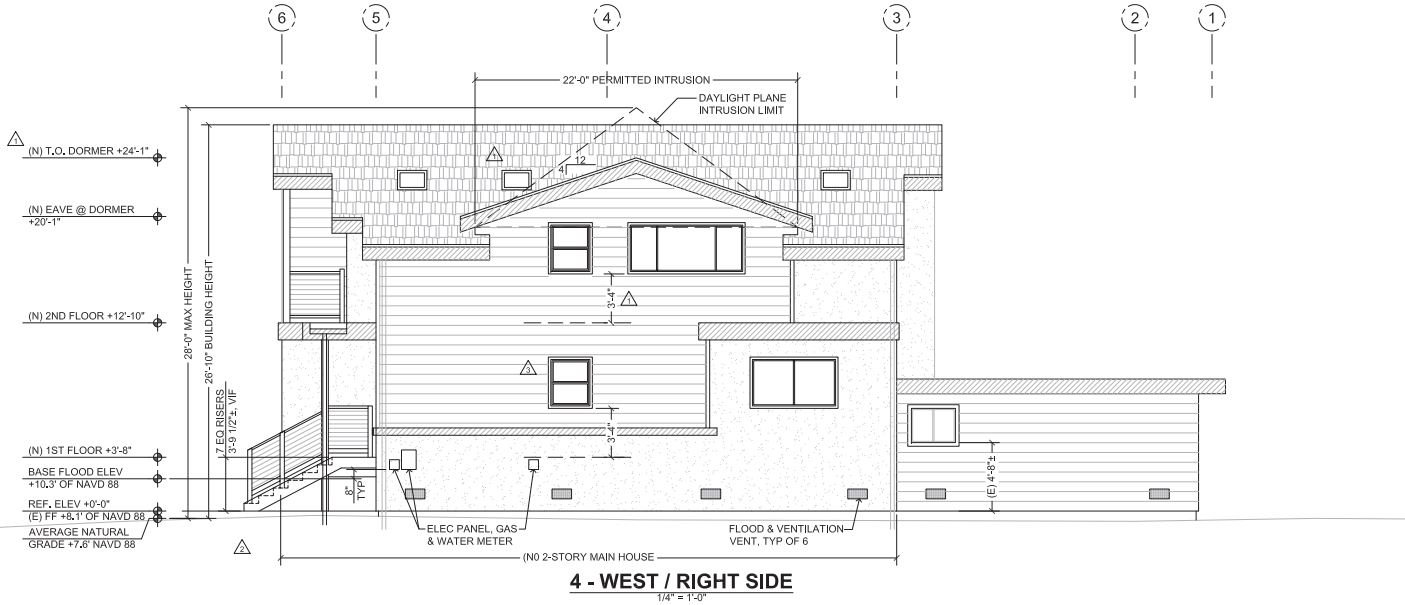 6
5
4
3
2
1
22'-0" PERMITTED INTRUSION
DAYLIGHT PLANE
INTRUSION LIMIT
1
(N) T.O. DORMER +24'-1"
1
12
4
(N) EAVE @ DORMER
+20'-1"
28'-0" MAX HEIGHT
26'-10" BUILDING HEIGHT
3'-4"
1
(N) 2ND FLOOR +12'-10"
3
7 EQ RISERS
3'-9 1/2"±, VIF
3'-4"
(N) 1ST FLOOR +3'-8"
BASE FLOOD ELEV
+10.3' OF NAVD 88
8"
TYP
(E) 4'-8"±
REF. ELEV +0'-0"
(E) FF +8.1' OF NAVD 88
AVERAGE NATURAL
GRADE +7.6' NAVD 88
2
ELEC PANEL, GAS
& WATER METER
FLOOD & VENTILATION
VENT, TYP OF 6
(N0 2-STORY MAIN HOUSE
4 - WEST / RIGHT SIDE
1/4" = 1'-0"